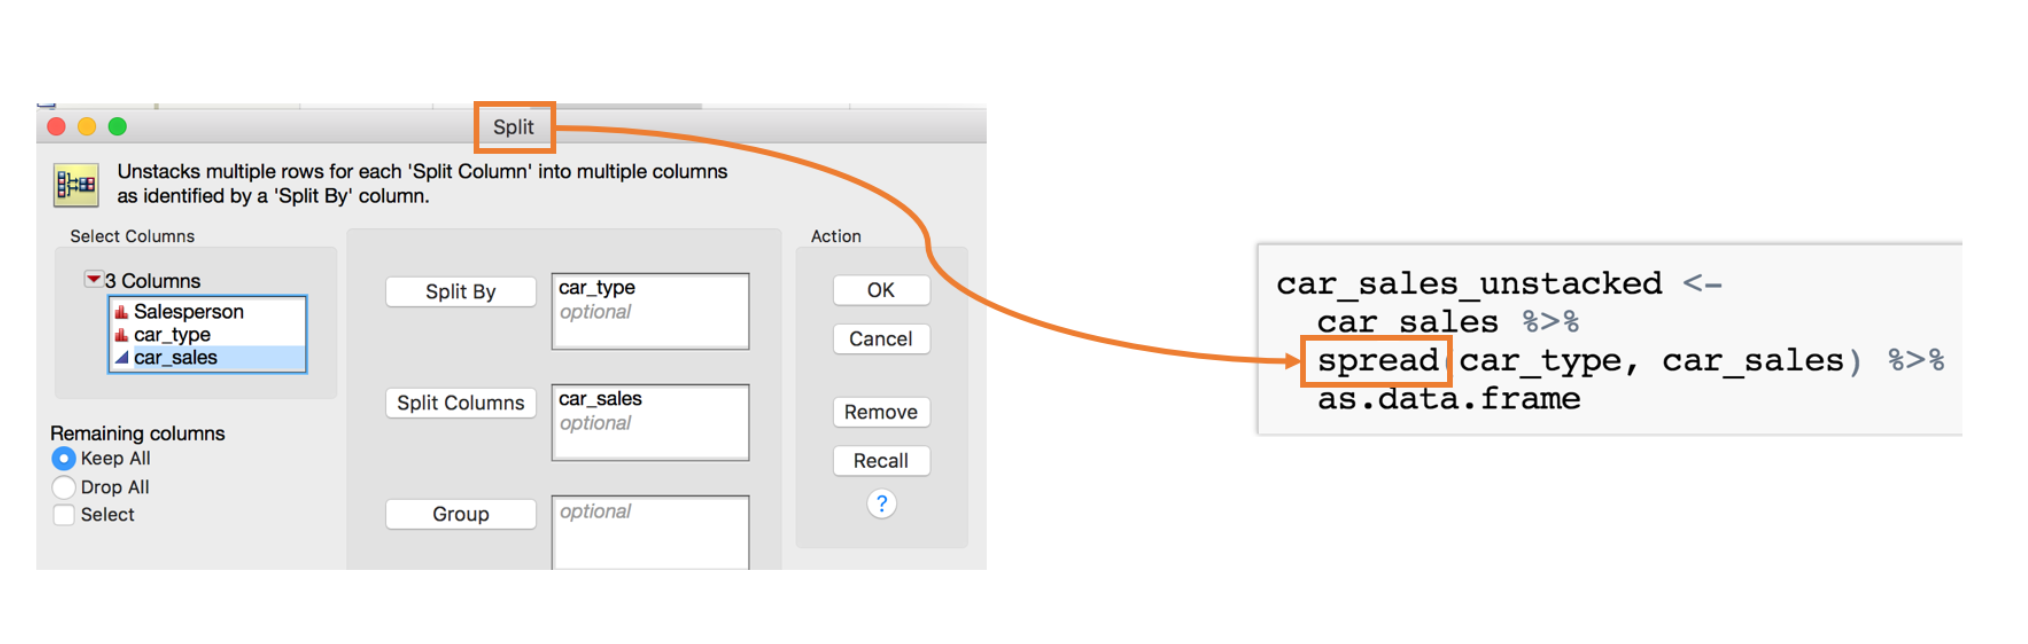 Split
Unstacks multiple rows for each 'Split Column' into multiple columns
as identified by a 'Split By' column.
Select Columns
3 Columns
Salesperson
car_type
car_sales
Remaining columns
Keep All
Drop All
Select
Split By
car_type
optional
Split Columns
car_sales
optional
Group
optional
Action
OK
Cancel
Remove
Recall
?
car_sales_unstacked <-
car sales %>%
spread(car_type, car_sales) %>%
as.data.frame